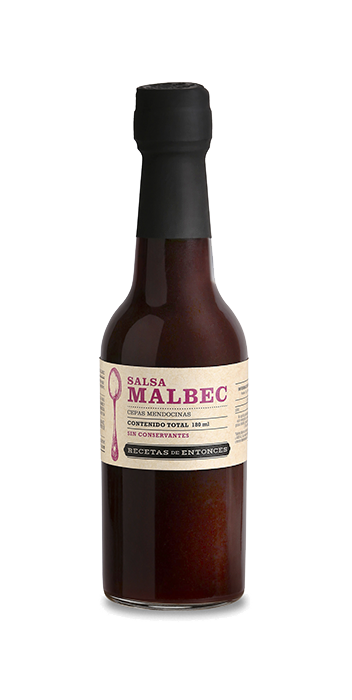 SALSA
MALBEC
CEPAS MENDOCINAS
CONTENIDO TOTAL 180 ml
SIN CONSERVANTES
RECETAS DE ENTONCES